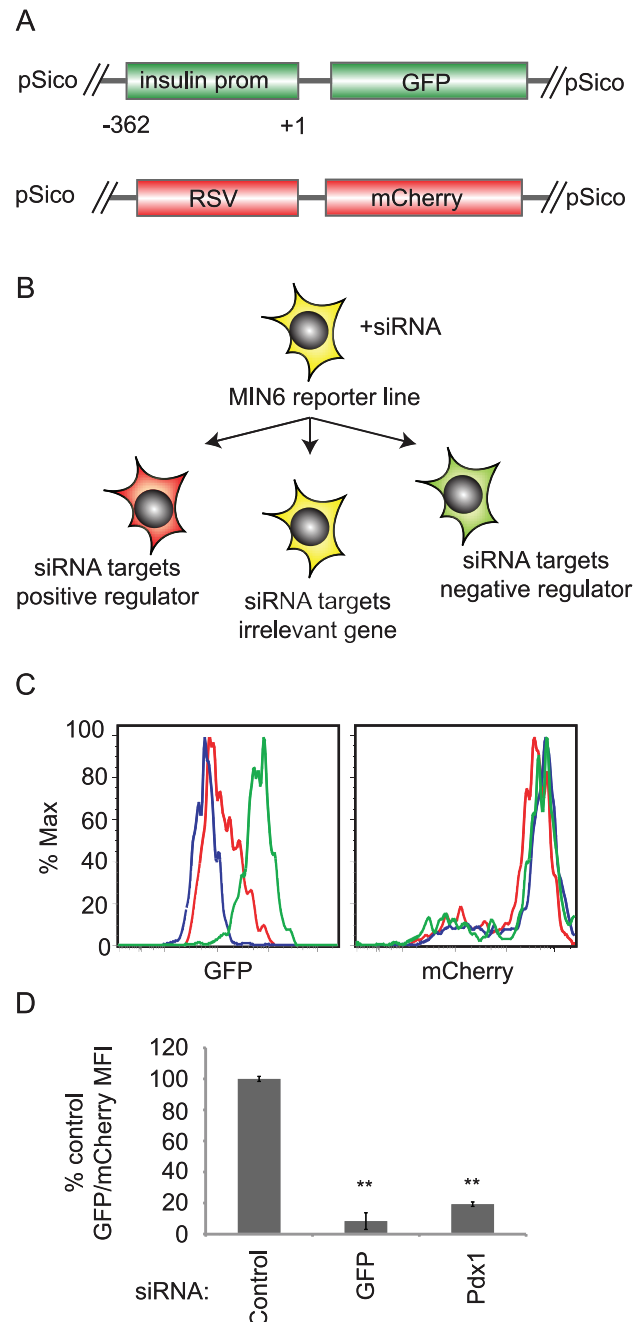 A
pSico // insulin prom GFP // pSico
-362 +1
pSico // RSV mCherry // pSico
B
+siRNA
MIN6 reporter line
siRNA targets
positive regulator
siRNA targets
irrelevant gene
siRNA targets
negative regulator
C
% Max
100
80
60
40
20
0
GFP
mCherry
D
% control
GFP/mCherry MFI
120
100
80
60
40
20
0
**
**
siRNA:
Control
GFP
Pdx1